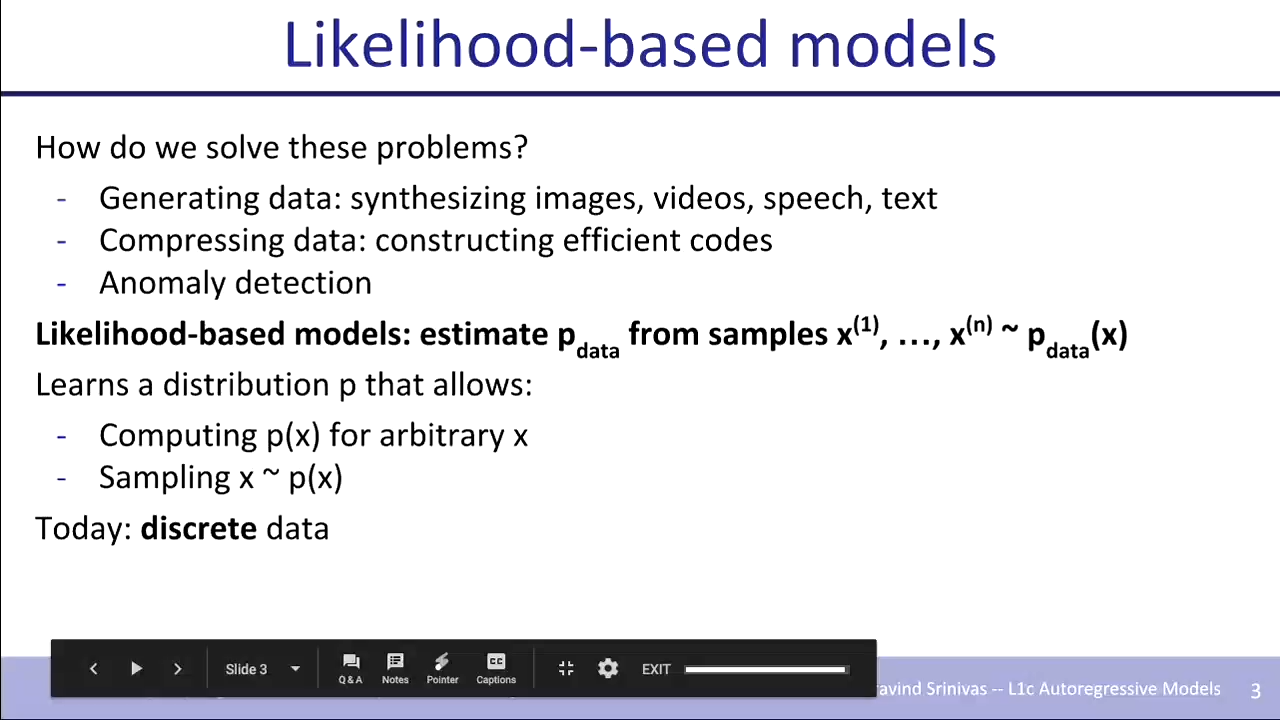 Likelihood-based models
How do we solve these problems?
- Generating data: synthesizing images, videos, speech, text
- Compressing data: constructing efficient codes
- Anomaly detection
Likelihood-based models: estimate p_data from samples x^(1), ..., x^(n) ~ p_data(x)
Learns a distribution p that allows:
- Computing p(x) for arbitrary x
- Sampling x ~ p(x)
Today: discrete data
Slide 3
Q & A
Notes
Pointer
CC
Captions
EXIT
Srinivas -- L1c Autoregressive Models
3